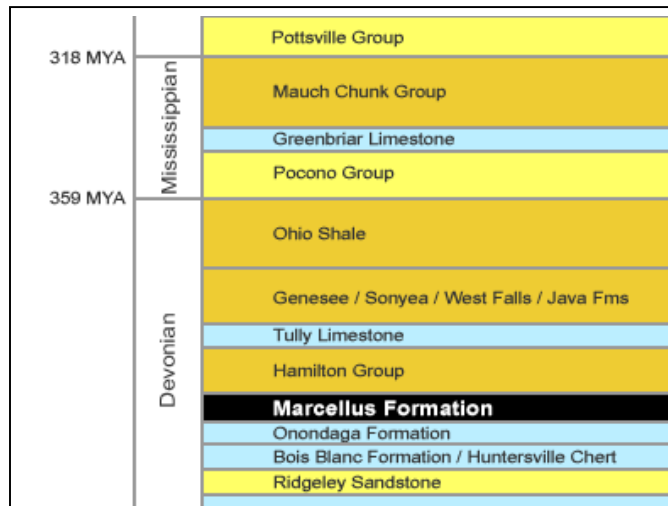 Pottsville Group
318 MYA
Mississippian
Mauch Chunk Group
Greenbriar Limestone
Pocono Group
359 MYA
Devonian
Ohio Shale
Genesee / Sonyea / West Falls / Java Fms
Tully Limestone
Hamilton Group
Marcellus Formation
Onondaga Formation
Bois Blanc Formation / Huntersville Chert
Ridgeley Sandstone